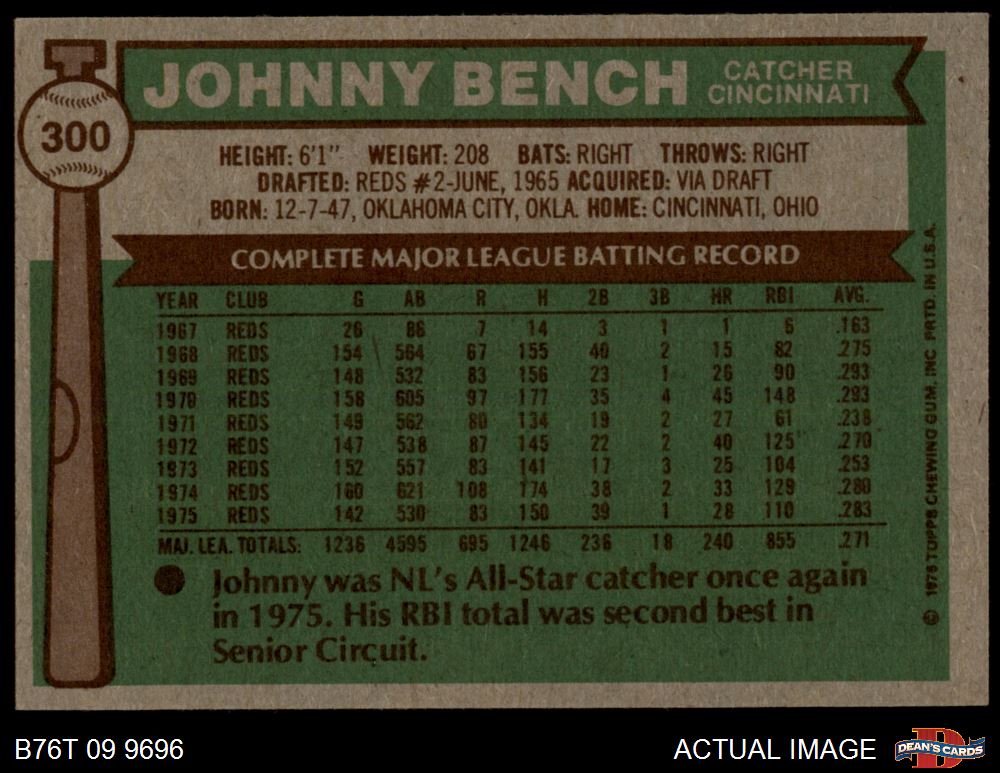 300
JOHNNY BENCH CATCHER
CINCINNATI
HEIGHT: 6'1" WEIGHT: 208 BATS: RIGHT THROWS: RIGHT
DRAFTED: REDS #2-JUNE, 1965 ACQUIRED: VIA DRAFT
BORN: 12-7-47, OKLAHOMA CITY, OKLA. HOME: CINCINNATI, OHIO
COMPLETE MAJOR LEAGUE BATTING RECORD
YEAR CLUB G AB R H 2B 3B HR RBI AVG.
1967 REDS 26 86 7 14 3 1 1 6 .163
1968 REDS 154 564 67 155 40 2 15 82 .275
1969 REDS 148 532 83 156 23 1 26 90 .293
1970 REDS 158 605 97 177 35 4 45 148 .293
1971 REDS 149 562 80 134 19 2 27 61 .238
1972 REDS 147 538 87 145 22 2 40 125 .270
1973 REDS 152 557 83 141 17 3 25 104 .253
1974 REDS 160 621 108 174 38 2 33 129 .280
1975 REDS 142 530 83 150 39 1 28 110 .283
MAJ. LEA. TOTALS: 1236 4595 695 1246 236 18 240 855 .271
Johnny was NL's All-Star catcher once again
in 1975. His RBI total was second best in
Senior Circuit.
© 1976 TOPPS CHEWING GUM, INC PRTD. IN U.S.A.
B76T 09 9696
ACTUAL IMAGE
D
DEAN'S CARDS